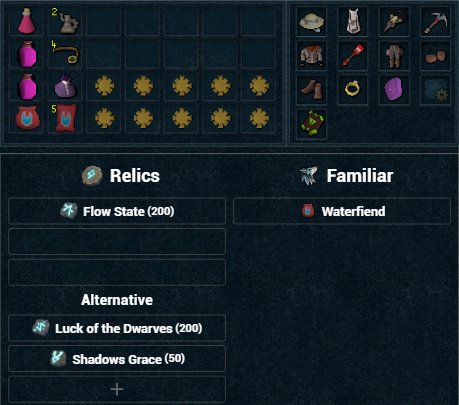 2
4
5
Relics
Familiar
Flow State (200)
Waterfiend
Alternative
Luck of the Dwarves (200)
Shadows Grace (50)
+